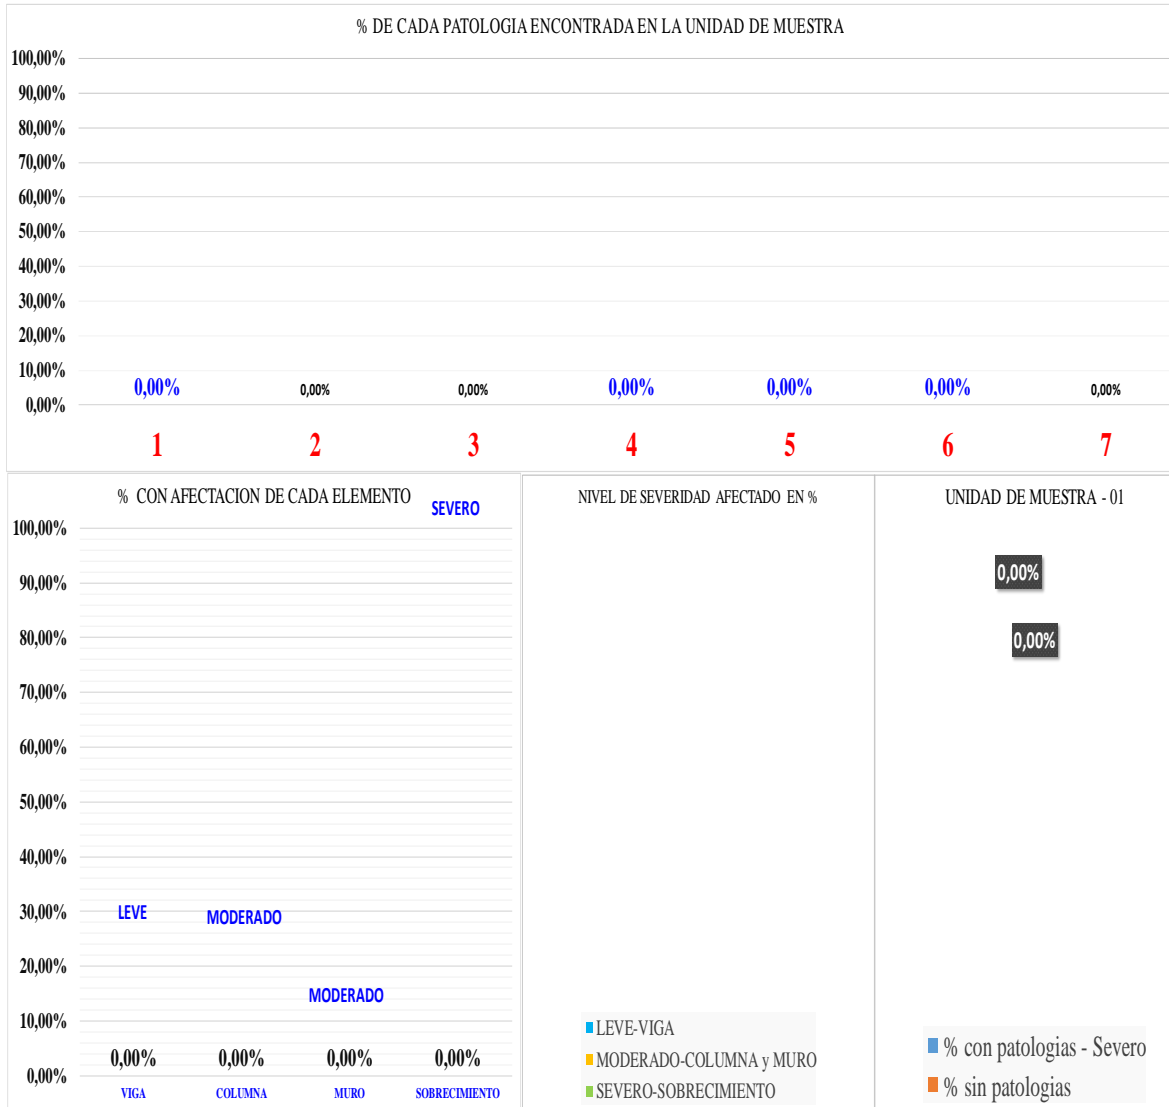 % DE CADA PATOLOGIA ENCONTRADA EN LA UNIDAD DE MUESTRA
100,00%
90,00%
80,00%
70,00%
60,00%
50,00%
40,00%
30,00%
20,00%
10,00%
0,00%
0,00% 0,00% 0,00% 0,00% 0,00% 0,00% 0,00%
1 2 3 4 5 6 7
% CON AFECTACION DE CADA ELEMENTO
SEVERO
100,00%
90,00%
80,00%
70,00%
60,00%
50,00%
40,00%
30,00%
20,00%
10,00%
0,00%
LEVE
MODERADO
MODERADO
0,00% 0,00% 0,00% 0,00%
VIGA COLUMNA MURO SOBRECIMIENTO
NIVEL DE SEVERIDAD AFECTADO EN %
LEVE-VIGA
MODERADO-COLUMNA y MURO
SEVERO-SOBRECIMIENTO
UNIDAD DE MUESTRA - 01
0,00%
0,00%
% con patologias - Severo
% sin patologias